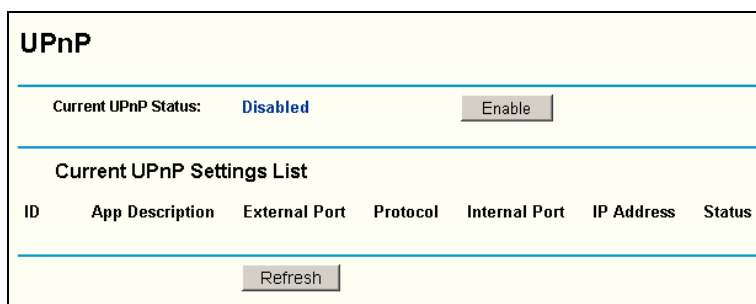 UPnP
Current UPnP Status: Disabled Enable
Current UPnP Settings List
ID App Description External Port Protocol Internal Port IP Address Status
Refresh